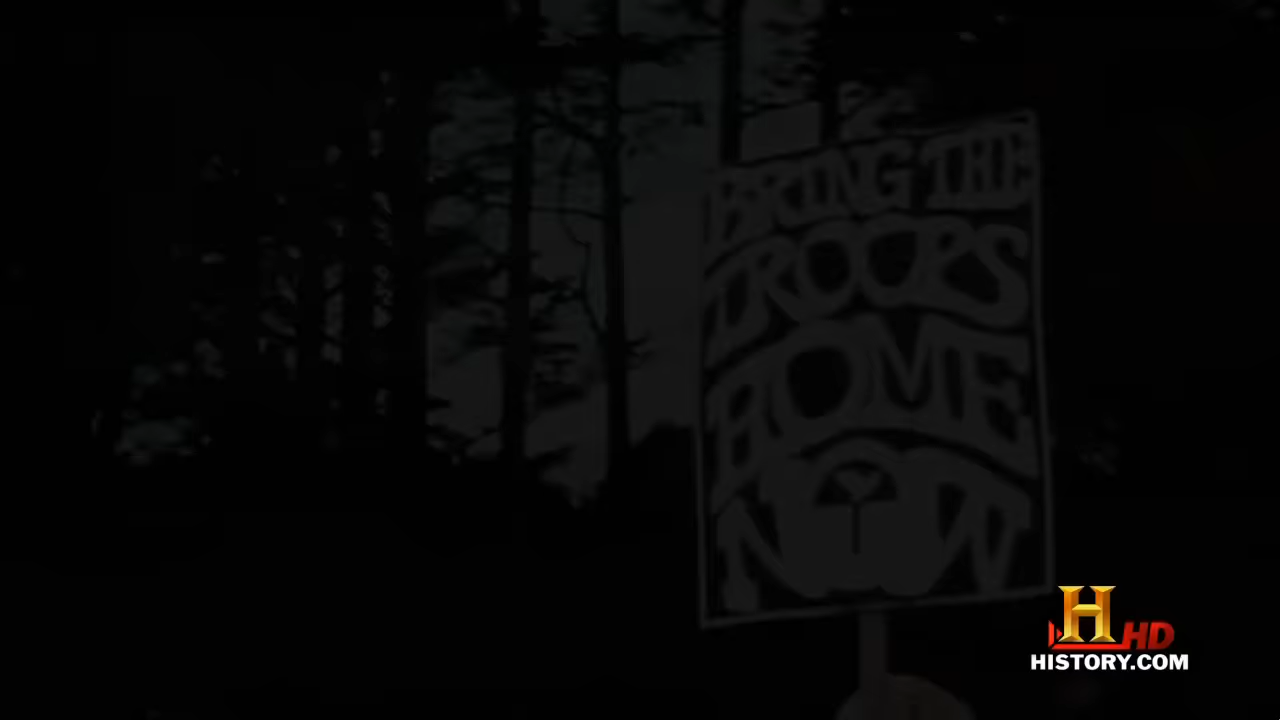 BRING THE
TROOPS
HOME
NOW
H HD
HISTORY.COM